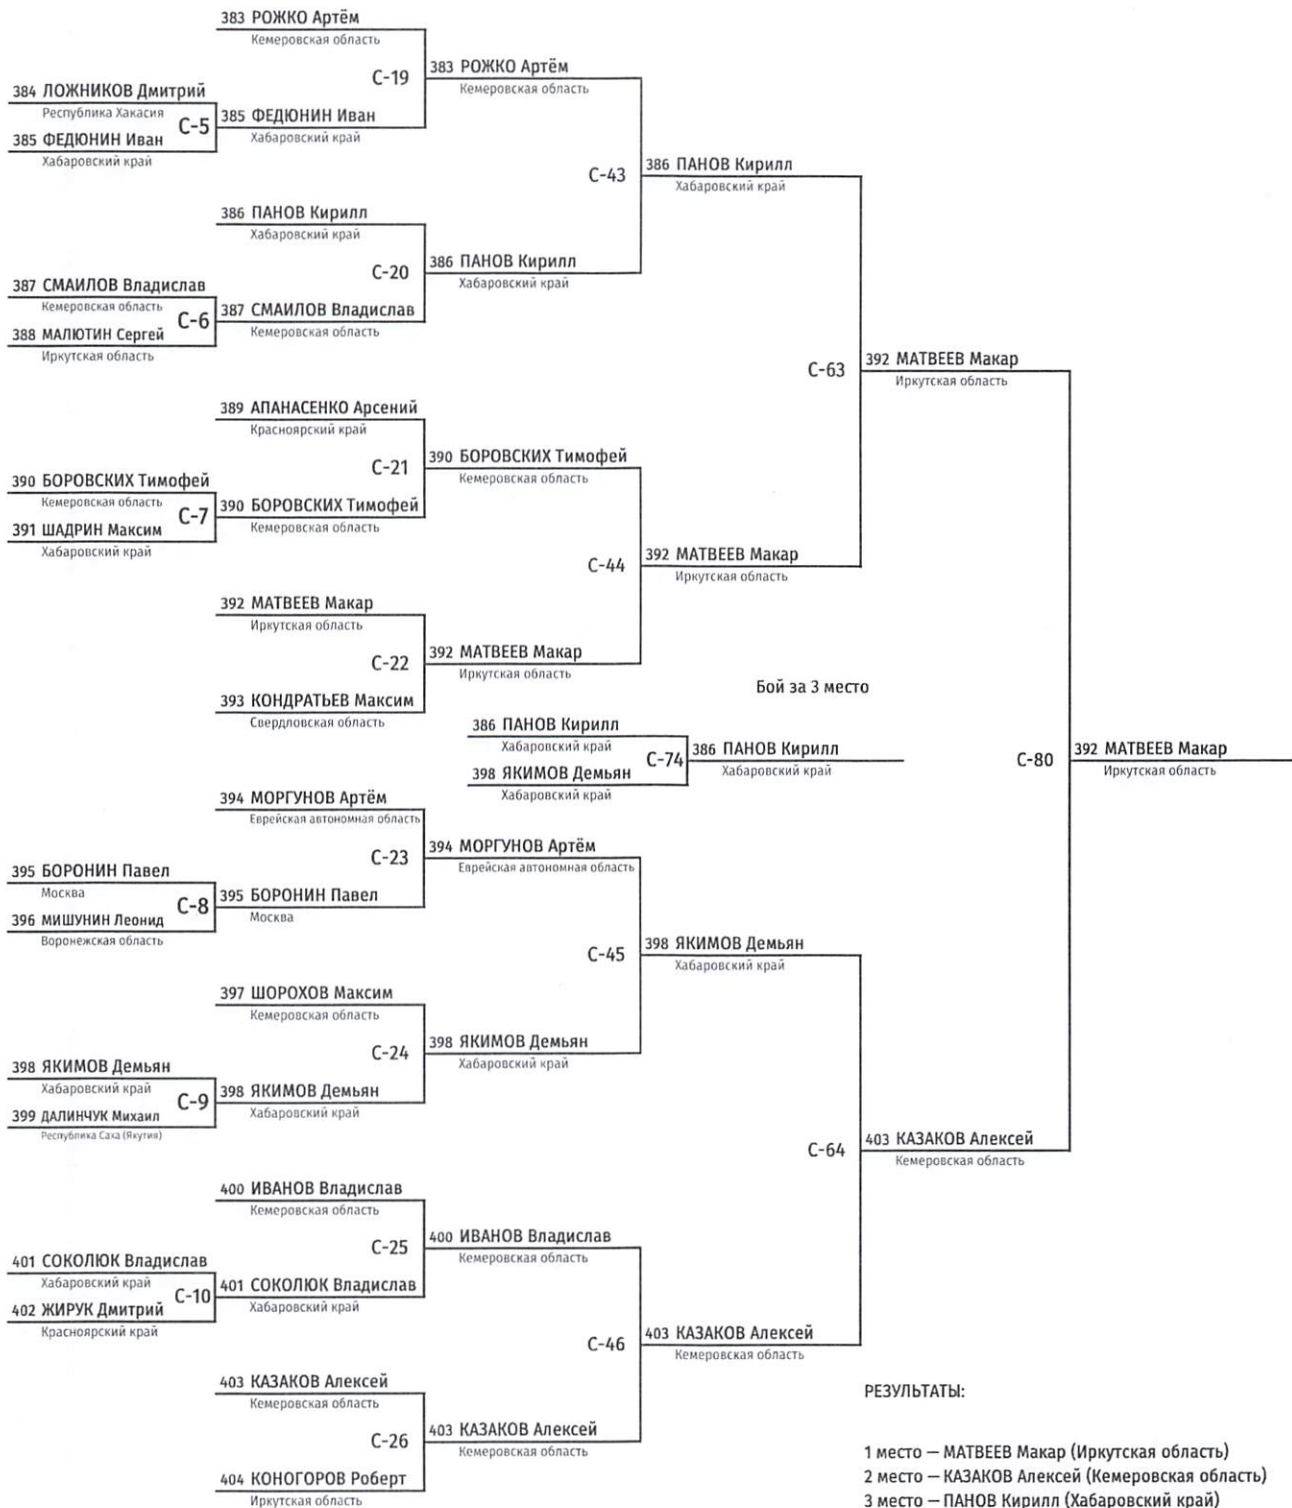 383 РОЖКО Артём
Кемеровская область
С-19
383 РОЖКО Артём
Кемеровская область
384 ЛОЖНИКОВ Дмитрий
Республика Хакасия
С-5
385 ФЕДЮНИН Иван
Хабаровский край
385 ФЕДЮНИН Иван
Хабаровский край
С-43
386 ПАНОВ Кирилл
Хабаровский край
386 ПАНОВ Кирилл
Хабаровский край
С-20
386 ПАНОВ Кирилл
Хабаровский край
387 СМАИЛОВ Владислав
Кемеровская область
С-6
387 СМАИЛОВ Владислав
Кемеровская область
388 МАЛЮТИН Сергей
Иркутская область
С-63
392 МАТВЕЕВ Макар
Иркутская область
389 АПАНАСЕНКО Арсений
Красноярский край
С-21
390 БОРОВСКИХ Тимофей
Кемеровская область
390 БОРОВСКИХ Тимофей
Кемеровская область
С-7
390 БОРОВСКИХ Тимофей
Кемеровская область
391 ШАДРИН Максим
Хабаровский край
С-44
392 МАТВЕЕВ Макар
Иркутская область
392 МАТВЕЕВ Макар
Иркутская область
С-22
392 МАТВЕЕВ Макар
Иркутская область
393 КОНДРАТЬЕВ Максим
Свердловская область
Бой за 3 место
386 ПАНОВ Кирилл
Хабаровский край
С-74
386 ПАНОВ Кирилл
Хабаровский край
398 ЯКИМОВ Демьян
Хабаровский край
С-80
392 МАТВЕЕВ Макар
Иркутская область
394 МОРГУНОВ Артём
Еврейская автономная область
С-23
394 МОРГУНОВ Артём
Еврейская автономная область
395 БОРОНИН Павел
Москва
С-8
395 БОРОНИН Павел
Москва
396 МИШУНИН Леонид
Воронежская область
С-45
398 ЯКИМОВ Демьян
Хабаровский край
397 ШОРОХОВ Максим
Кемеровская область
С-24
398 ЯКИМОВ Демьян
Хабаровский край
398 ЯКИМОВ Демьян
Хабаровский край
С-9
398 ЯКИМОВ Демьян
Хабаровский край
399 ДАЛИНЧУК Михаил
Республика Саха (Якутия)
С-64
403 КАЗАКОВ Алексей
Кемеровская область
400 ИВАНОВ Владислав
Кемеровская область
С-25
400 ИВАНОВ Владислав
Кемеровская область
401 СОКОЛЮК Владислав
Хабаровский край
С-10
401 СОКОЛЮК Владислав
Хабаровский край
402 ЖИРУК Дмитрий
Красноярский край
С-46
403 КАЗАКОВ Алексей
Кемеровская область
403 КАЗАКОВ Алексей
Кемеровская область
С-26
403 КАЗАКОВ Алексей
Кемеровская область
404 КОНОГОРОВ Роберт
Иркутская область
РЕЗУЛЬТАТЫ:
1 место — МАТВЕЕВ Макар (Иркутская область)
2 место — КАЗАКОВ Алексей (Кемеровская область)
3 место — ПАНОВ Кирилл (Хабаровский край)